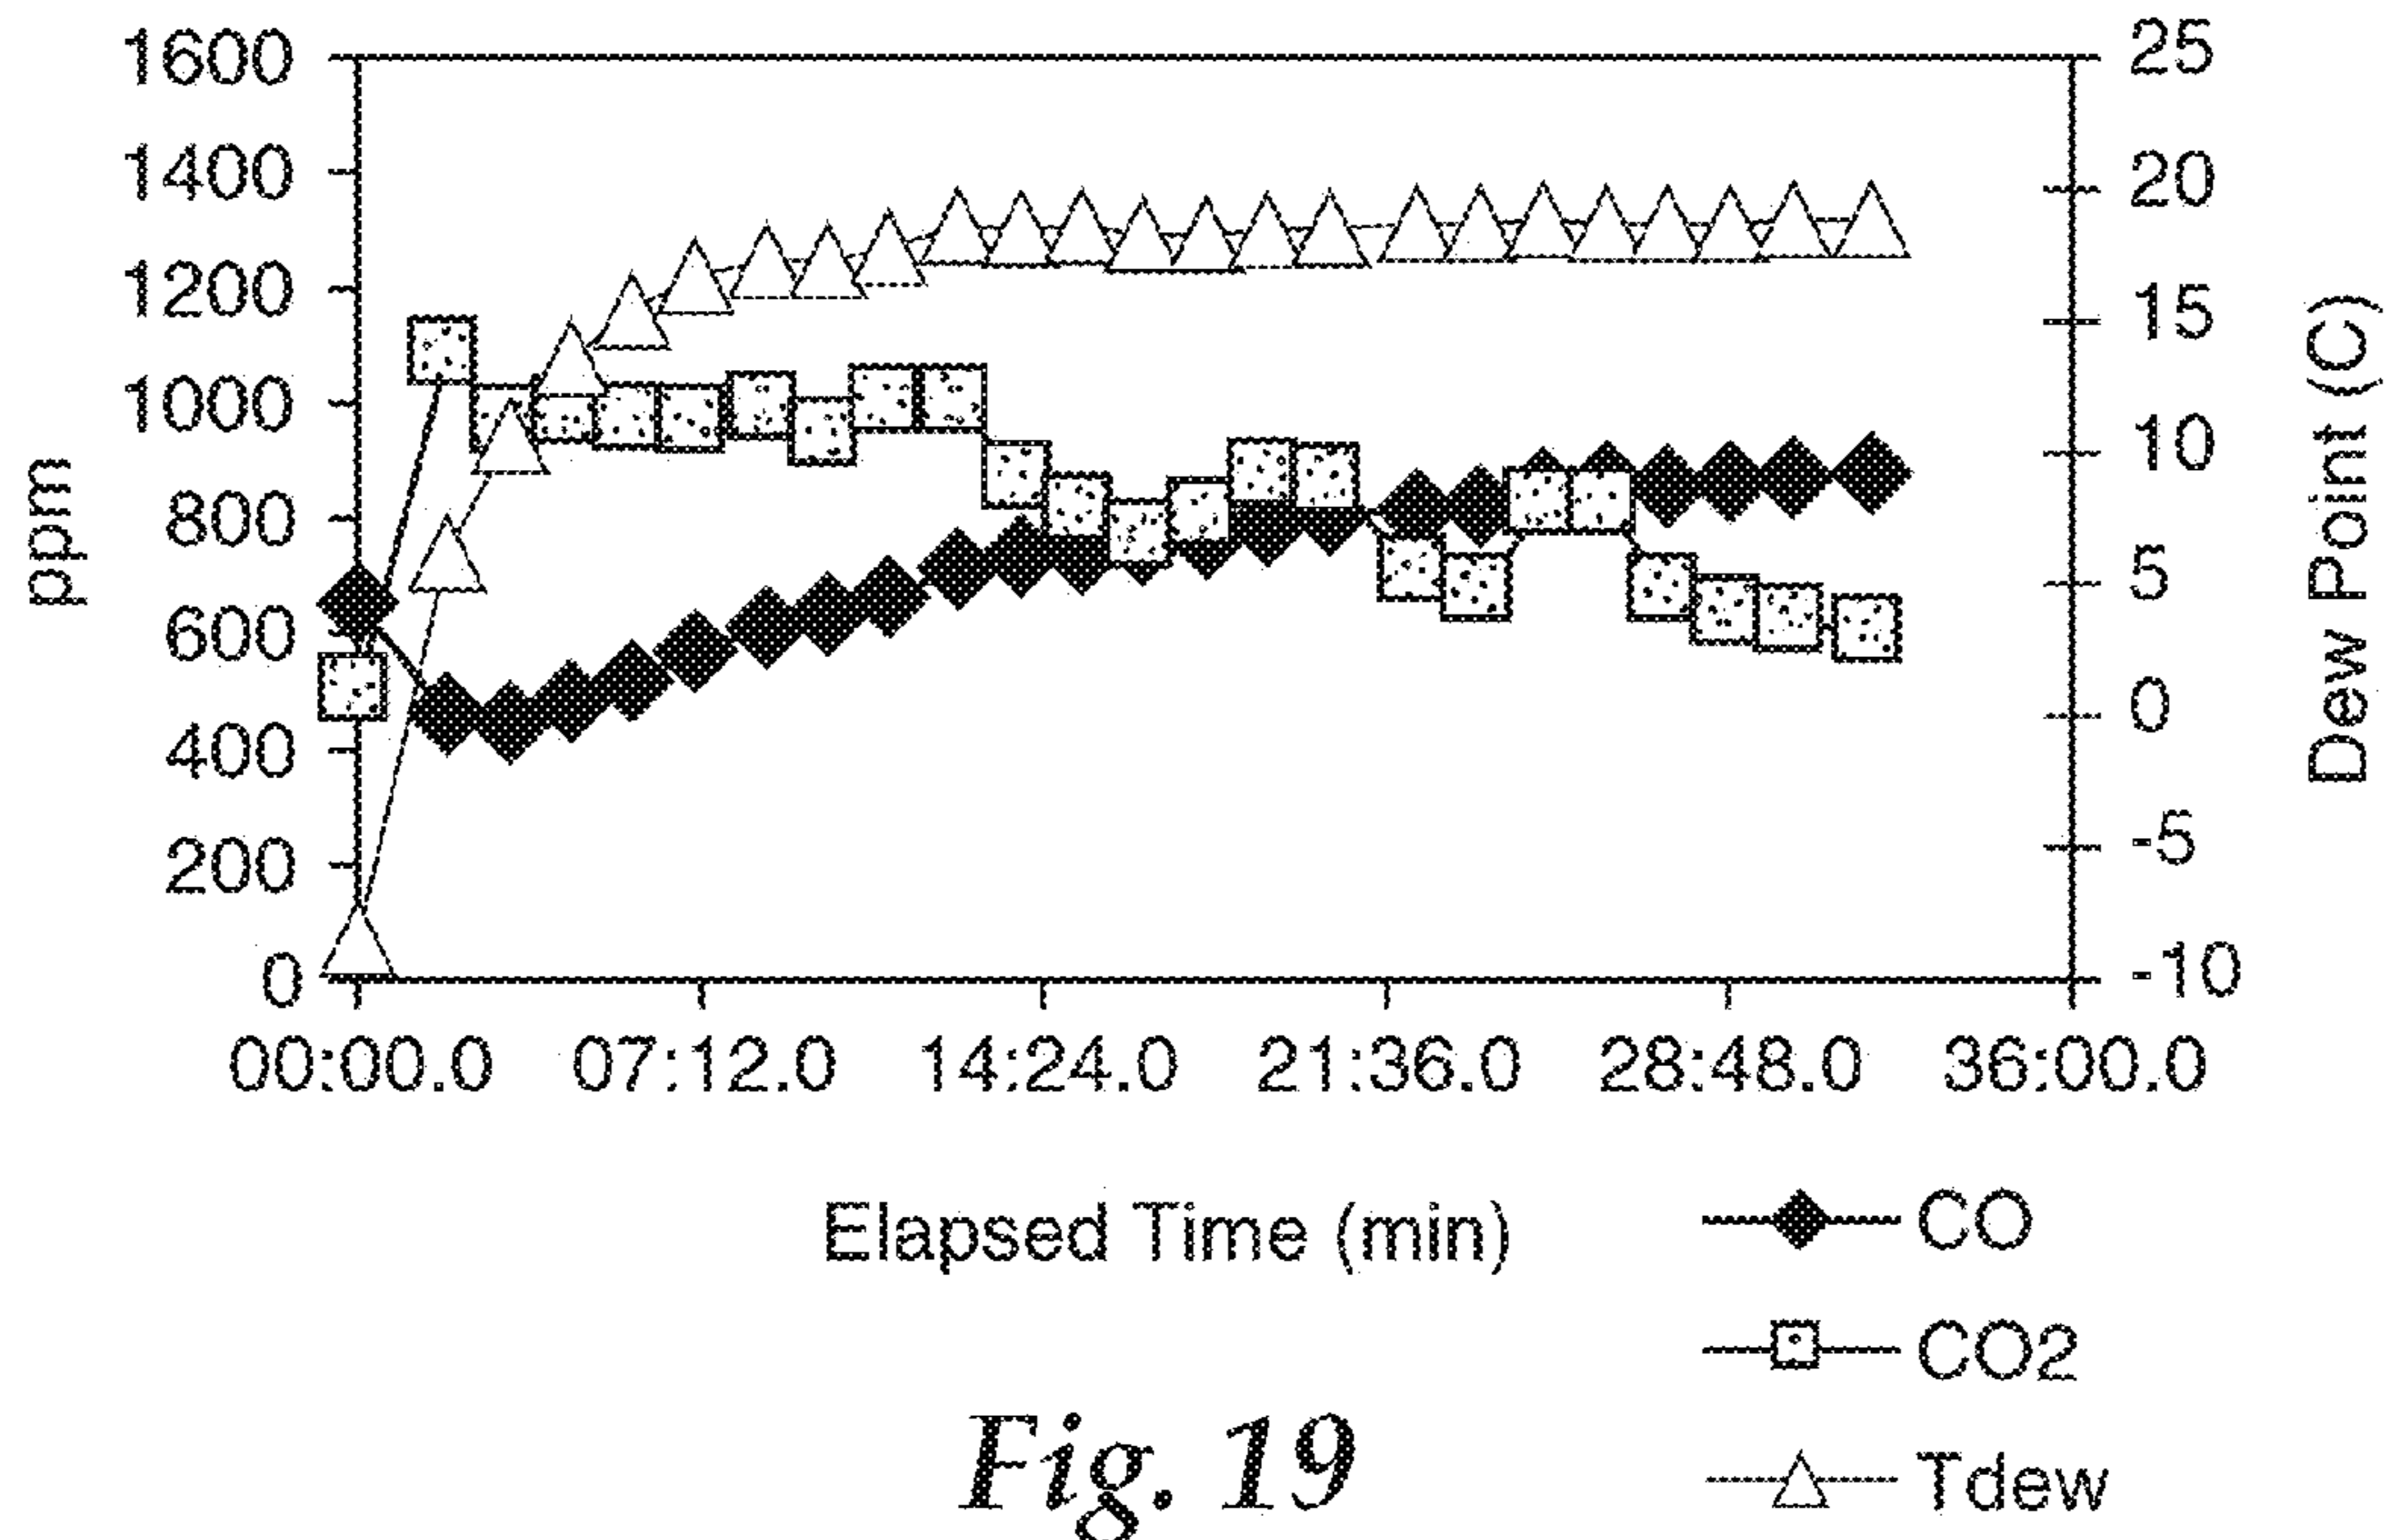 1600
1400
1200
1000
800
600
400
200
0
ppm
25
20
15
10
5
0
-5
-10
Dew Point (C)
00:00.0 07:12.0 14:24.0 21:36.0 28:48.0 36:00.0
Elapsed Time (min)
CO
CO2
Tdew
Fig. 19